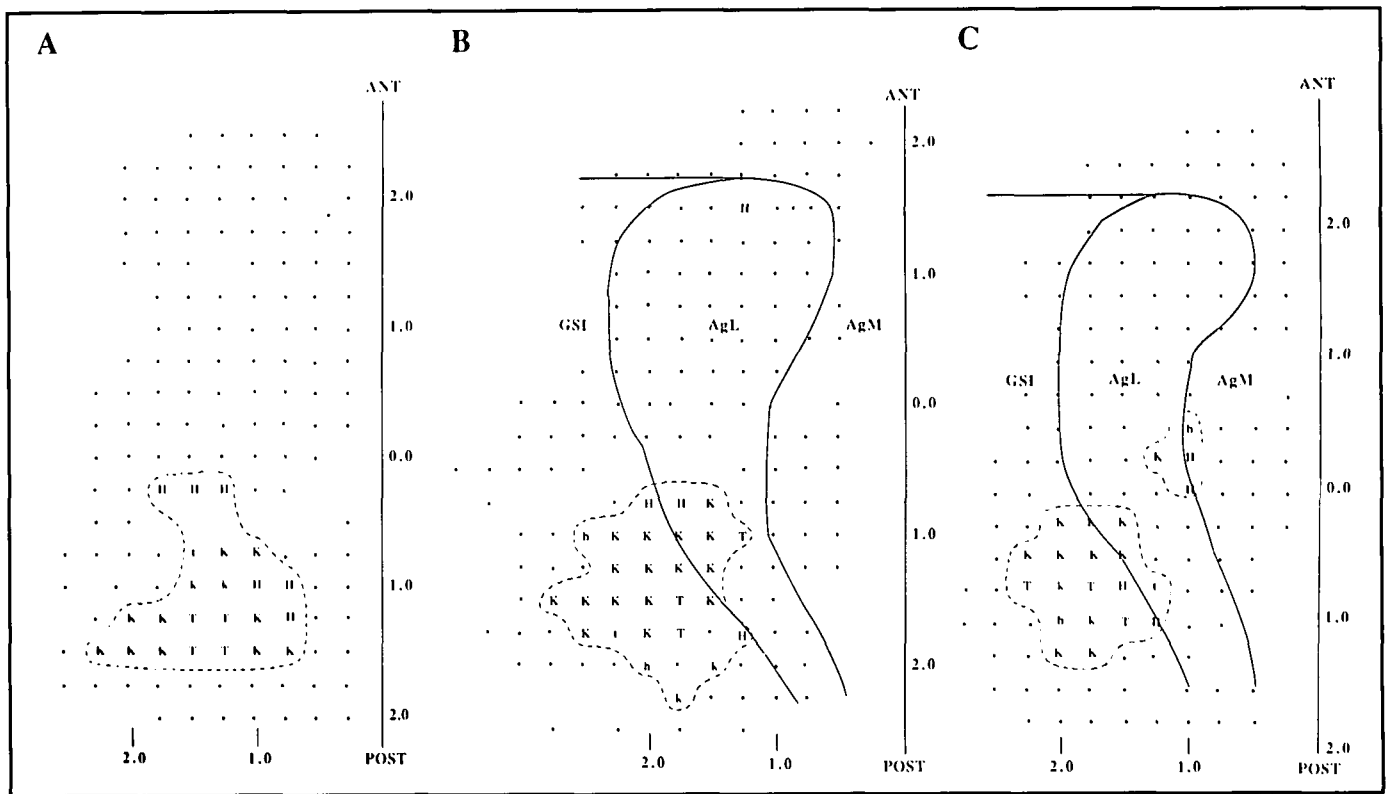 A
ANT
2.0
1.0
0.0
H H H
t K K
k k H H 1.0
K K T T K H
K K K T T K K
2.0
2.0 1.0 POST
B
ANT
2.0
H
1.0
GSI AgL AgM
0.0
H H K
h K K K K T 1.0
K K K K
K K K K T K
K t K T H
h k 2.0
k
2.0 1.0
POST
C
ANT
2.0
1.0
GSI AgL AgM
h
K H
H 0.0
K K
K K K K
T k T H t
h k T 1.0
K K
2.0
2.0 1.0
POST